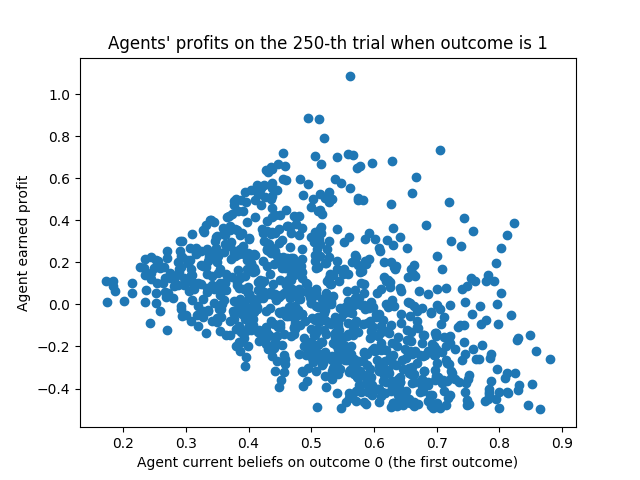 Agents' profits on the 250-th trial when outcome is 1
1.0
0.8
0.6
0.4
0.2
0.0
−0.2
−0.4
Agent earned profit
0.2 0.3 0.4 0.5 0.6 0.7 0.8 0.9
Agent current beliefs on outcome 0 (the first outcome)